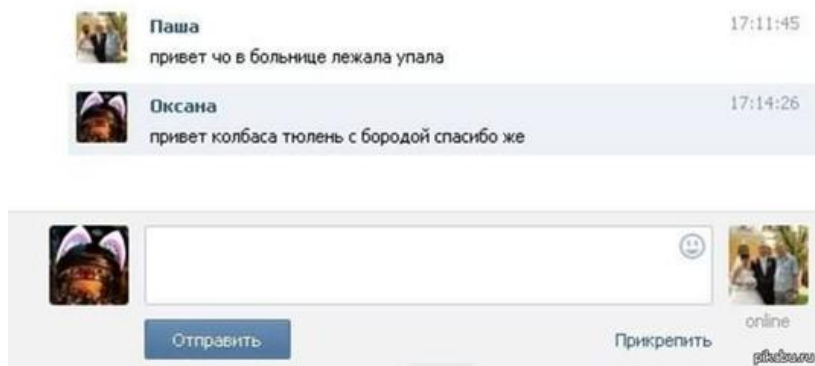 Паша 17:11:45
привет чо в больнице лежала упала
Оксана 17:14:26
привет колбаса тюлень с бородой спасибо же
online
Отправить Прикрепить
pikabu.ru